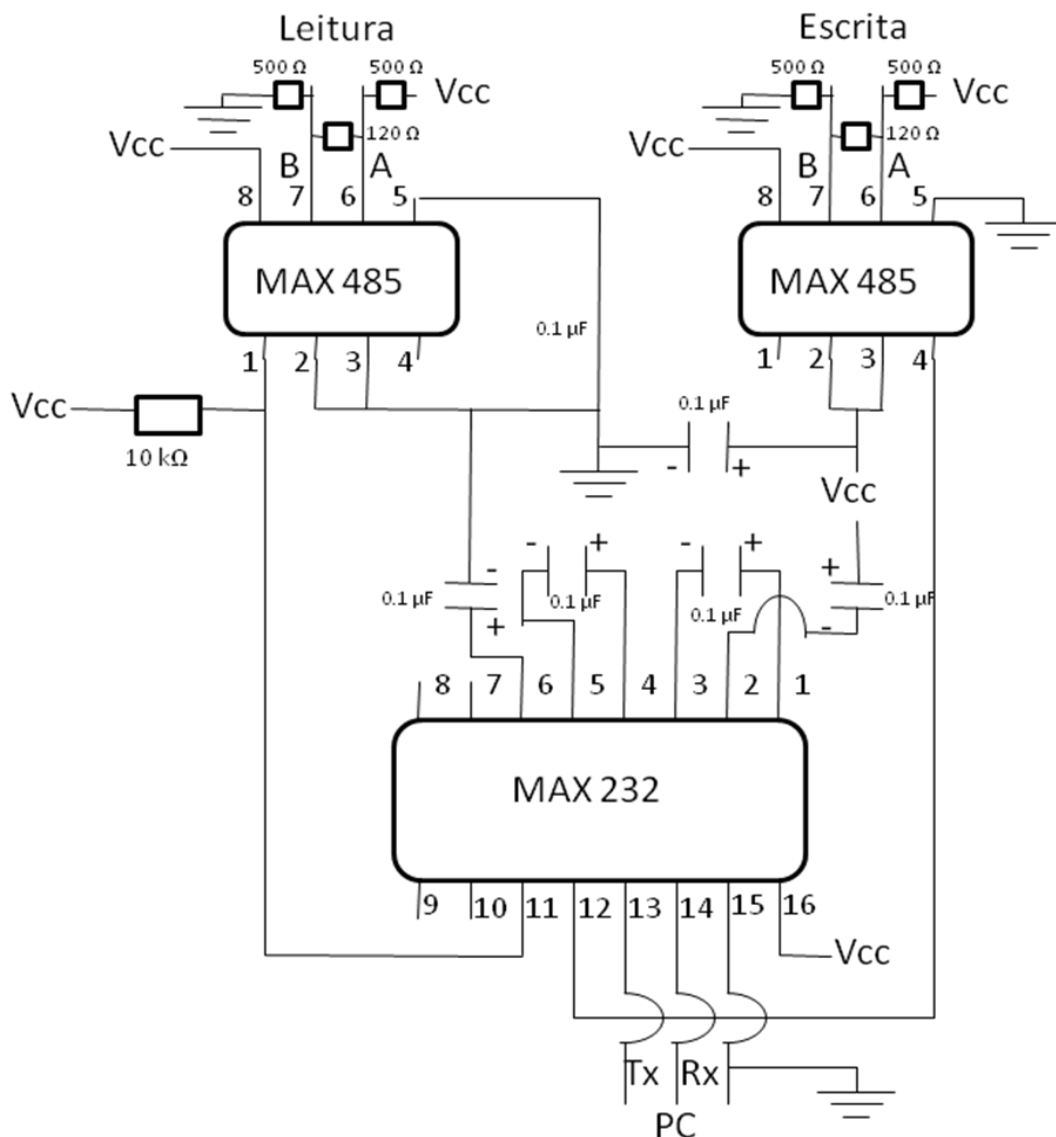 Leitura
Escrita
500 Ω
500 Ω
500 Ω
500 Ω
Vcc
Vcc
Vcc
120 Ω
Vcc
120 Ω
B
A
B
A
8
7
6
5
8
7
6
5
MAX 485
MAX 485
0.1 µF
1
2
3
4
1
2
3
4
Vcc
0.1 µF
10 kΩ
-
+
Vcc
-
+
-
+
-
+
0.1 µF
0.1 µF
0.1 µF
0.1 µF
+
-
8
7
6
5
4
3
2
1
MAX 232
9
10
11
12
13
14
15
16
Vcc
Tx
Rx
PC